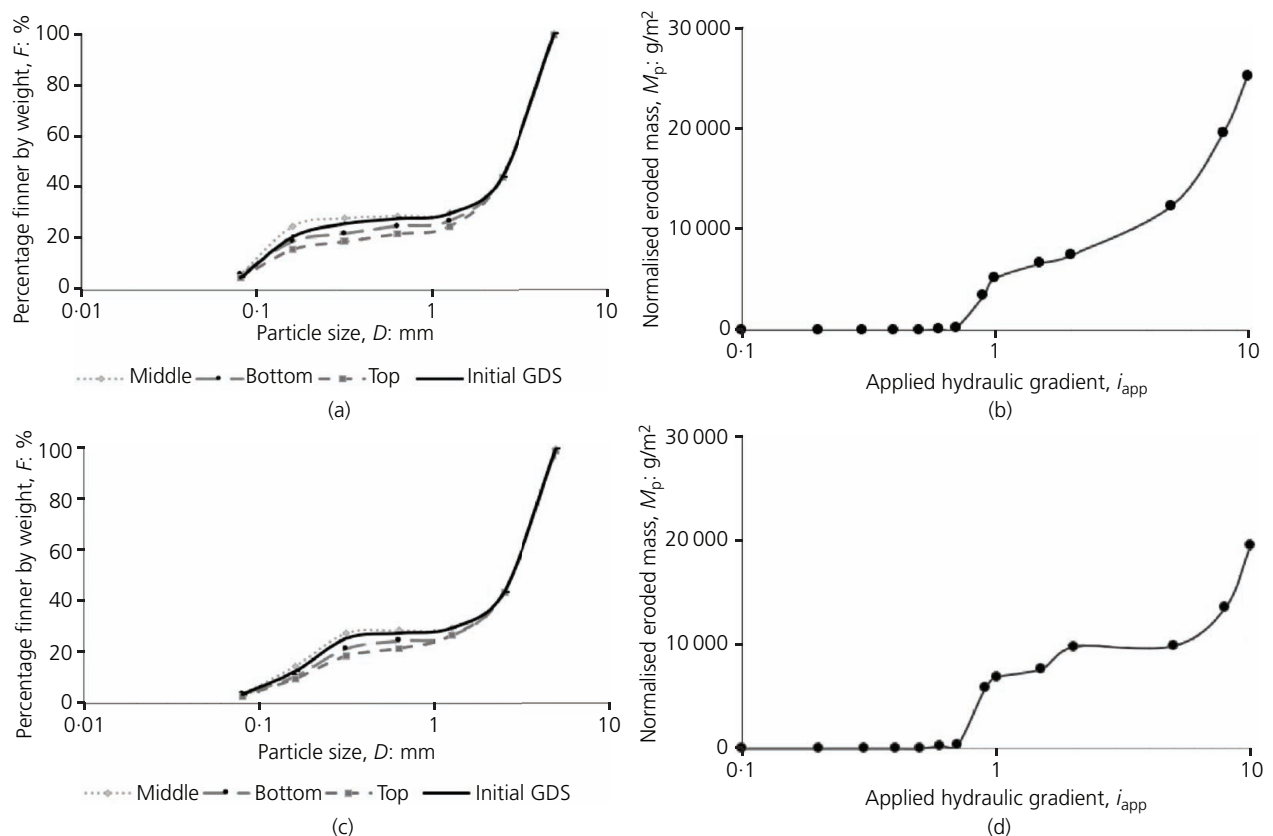 Percentage finner by weight, F: %
100
80
60
40
20
0
0·01
0·1
1
10
Particle size, D: mm
Middle
Bottom
Top
Initial GDS
(a)
Normalised eroded mass, Mp: g/m²
30 000
20 000
10 000
0
0·1
1
10
Applied hydraulic gradient, iapp
(b)
Percentage finner by weight, F: %
100
80
60
40
20
0
0·01
0·1
1
10
Particle size, D: mm
Middle
Bottom
Top
Initial GDS
(c)
Normalised eroded mass, Mp: g/m²
30 000
20 000
10 000
0
0·1
1
10
Applied hydraulic gradient, iapp
(d)